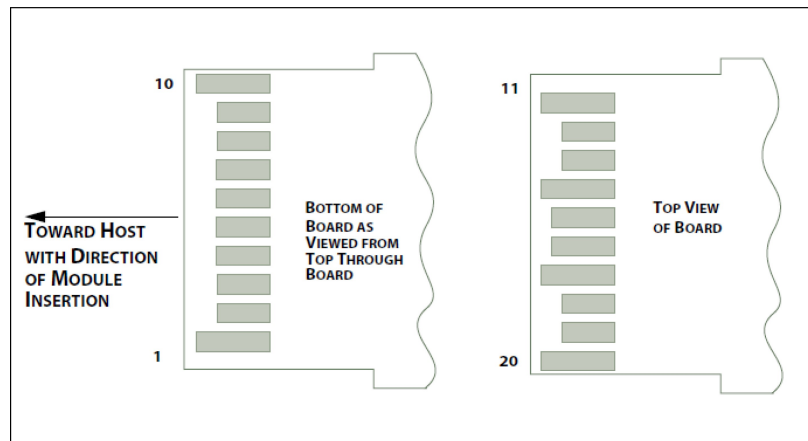 10
1
TOWARD HOST
WITH DIRECTION
OF MODULE
INSERTION
BOTTOM OF
BOARD AS
VIEWED FROM
TOP THROUGH
BOARD
11
20
TOP VIEW
OF BOARD